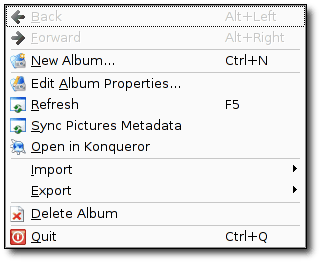 Back Alt+Left
Forward Alt+Right
New Album... Ctrl+N
Edit Album Properties...
Refresh F5
Sync Pictures Metadata
Open in Konqueror
Import
Export
Delete Album
Quit Ctrl+Q